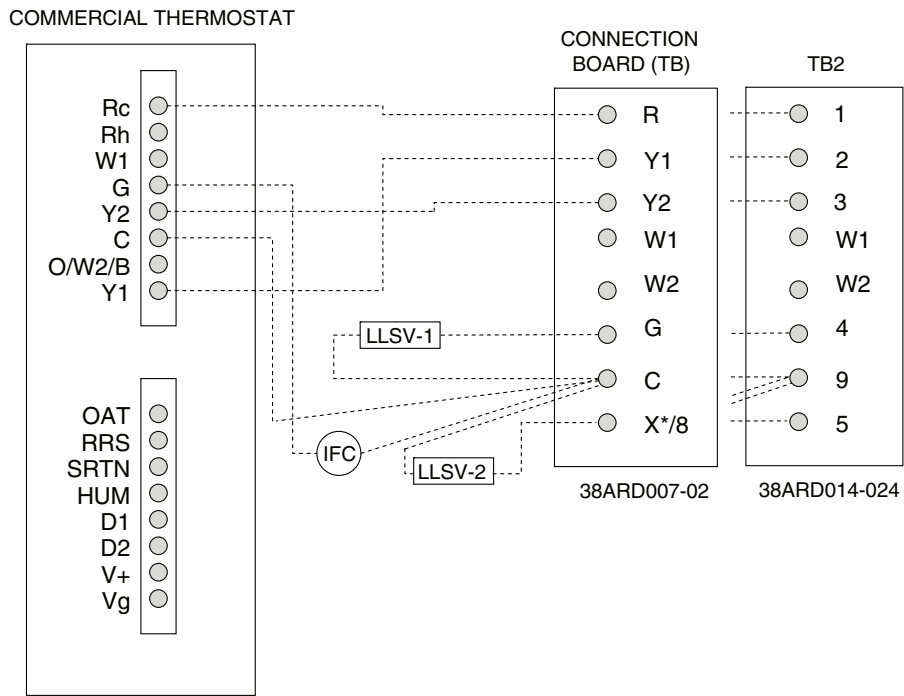 COMMERCIAL THERMOSTAT
Rc
Rh
W1
G
Y2
C
O/W2/B
Y1
OAT
RRS
SRTN
HUM
D1
D2
V+
Vg
LLSV-1
IFC
LLSV-2
CONNECTION
BOARD (TB)
R
Y1
Y2
W1
W2
G
C
X*/8
38ARD007-02
TB2
1
2
3
W1
W2
4
9
5
38ARD014-024